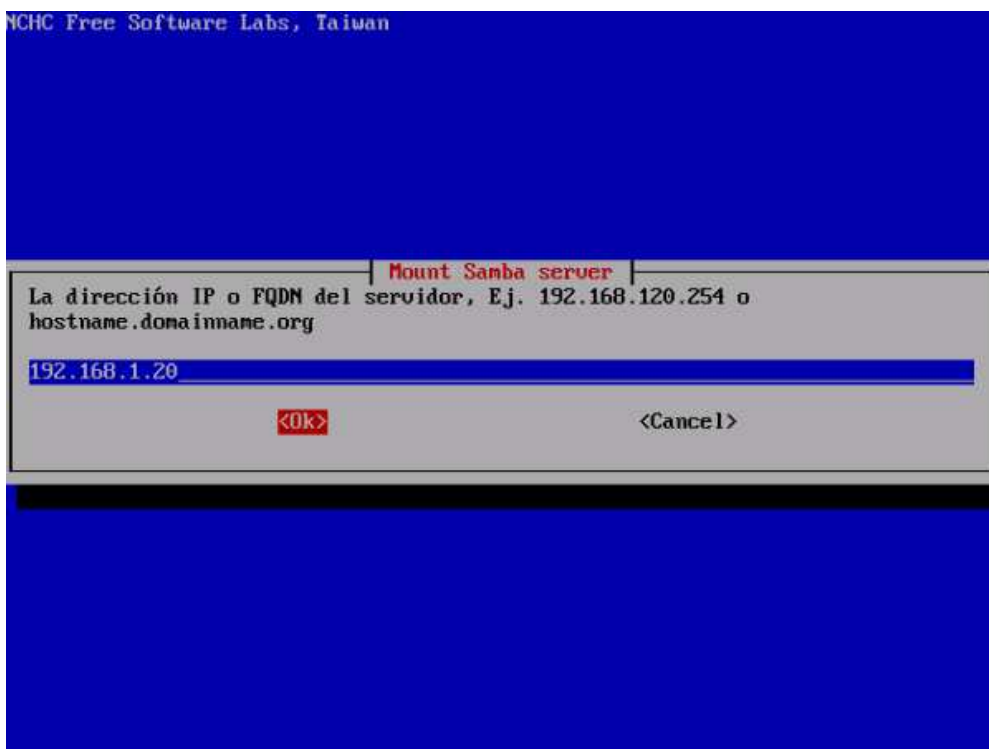 NCHC Free Software Labs, Taiwan
Mount Samba server
La dirección IP o FQDN del servidor, Ej. 192.168.120.254 o
hostname.domainname.org
192.168.1.20
<Ok> <Cancel>